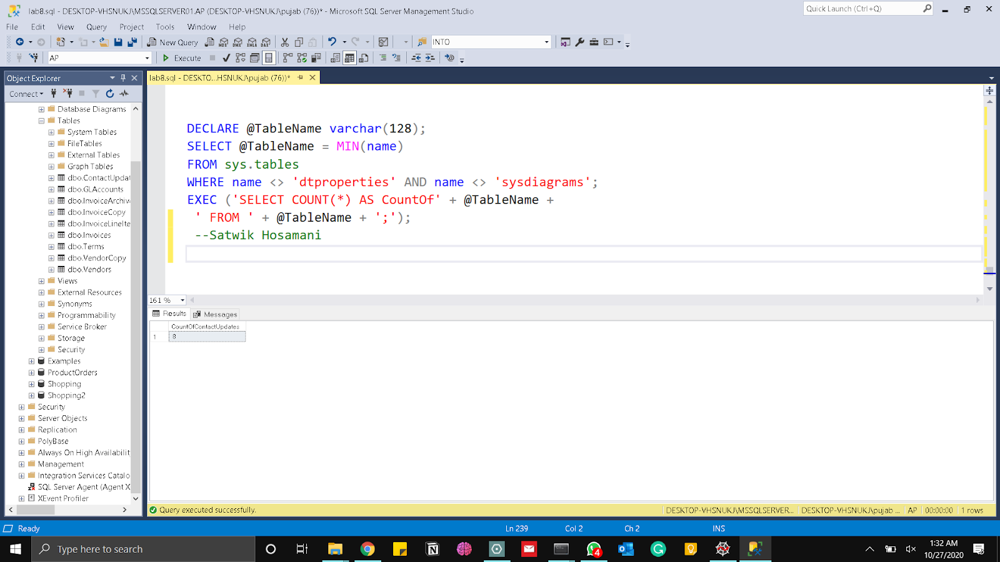 lab8.sql - DESKTOP-VHSNUKJ\MSSQLSERVER01.AP (DESKTOP-VHSNUKJ\pujab (76))* - Microsoft SQL Server Management Studio
Quick Launch (Ctrl+Q)
File Edit View Query Project Tools Window Help
New Query MDX DMX XMLA DAX INTO
AP Execute
Object Explorer
lab8.sql - DESKTO...HSNUKJ\pujab (76))*
Connect
Database Diagrams
Tables
System Tables
FileTables
External Tables
Graph Tables
dbo.ContactUpdat
dbo.GLAccounts
dbo.InvoiceArchiv
dbo.InvoiceCopy
dbo.InvoiceLineIte
dbo.Invoices
dbo.Terms
dbo.VendorCopy
dbo.Vendors
Views
External Resources
Synonyms
Programmability
Service Broker
Storage
Security
Examples
ProductOrders
Shopping
Shopping2
Security
Server Objects
Replication
PolyBase
Always On High Availabilit
Management
Integration Services Catalo
SQL Server Agent (Agent X
XEvent Profiler
DECLARE @TableName varchar(128);
SELECT @TableName = MIN(name)
FROM sys.tables
WHERE name <> 'dtproperties' AND name <> 'sysdiagrams';
EXEC ('SELECT COUNT(*) AS CountOf' + @TableName +
' FROM ' + @TableName + ';');
--Satwik Hosamani
161 %
Results Messages
CountOfContactUpdates
1 8
Query executed successfully.
DESKTOP-VHSNUKJ\MSSQLSERVER... DESKTOP-VHSNUKJ\pujab ... AP 00:00:00 1 rows
Ready Ln 239 Col 2 Ch 2 INS
Type here to search
4
1:32 AM
10/27/2020